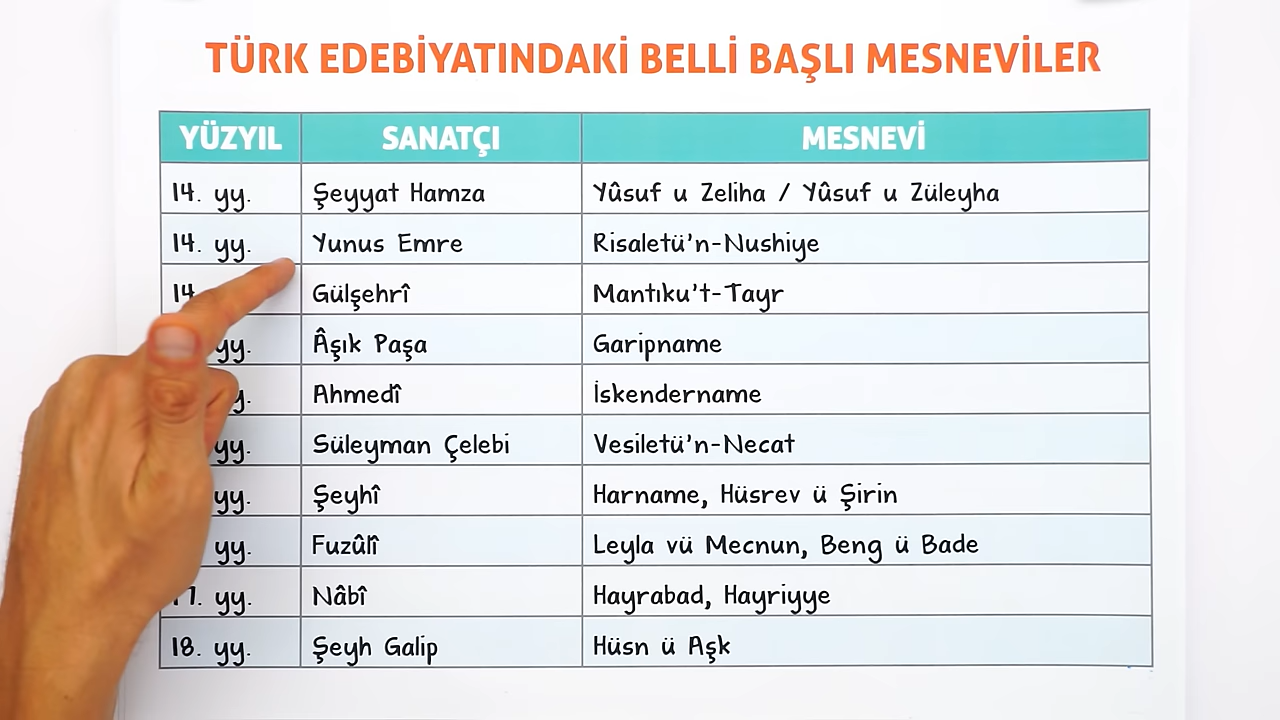 TÜRK EDEBİYATINDAKİ BELLİ BAŞLI MESNEVİLER
YÜZYIL SANATÇI MESNEVİ
14. yy. Şeyyat Hamza Yûsuf u Zeliha / Yûsuf u Züleyha
14. yy. Yunus Emre Risaletü'n-Nushiye
14. Gülşehrî Mantıku't-Tayr
yy. Âşık Paşa Garipname
Ahmedî İskendername
yy. Süleyman Çelebi Vesiletü'n-Necat
yy. Şeyhî Harname, Hüsrev ü Şirin
yy. Fuzûlî Leyla vü Mecnun, Beng ü Bade
yy. Nâbî Hayrabad, Hayriyye
18. yy. Şeyh Galip Hüsn ü Aşk